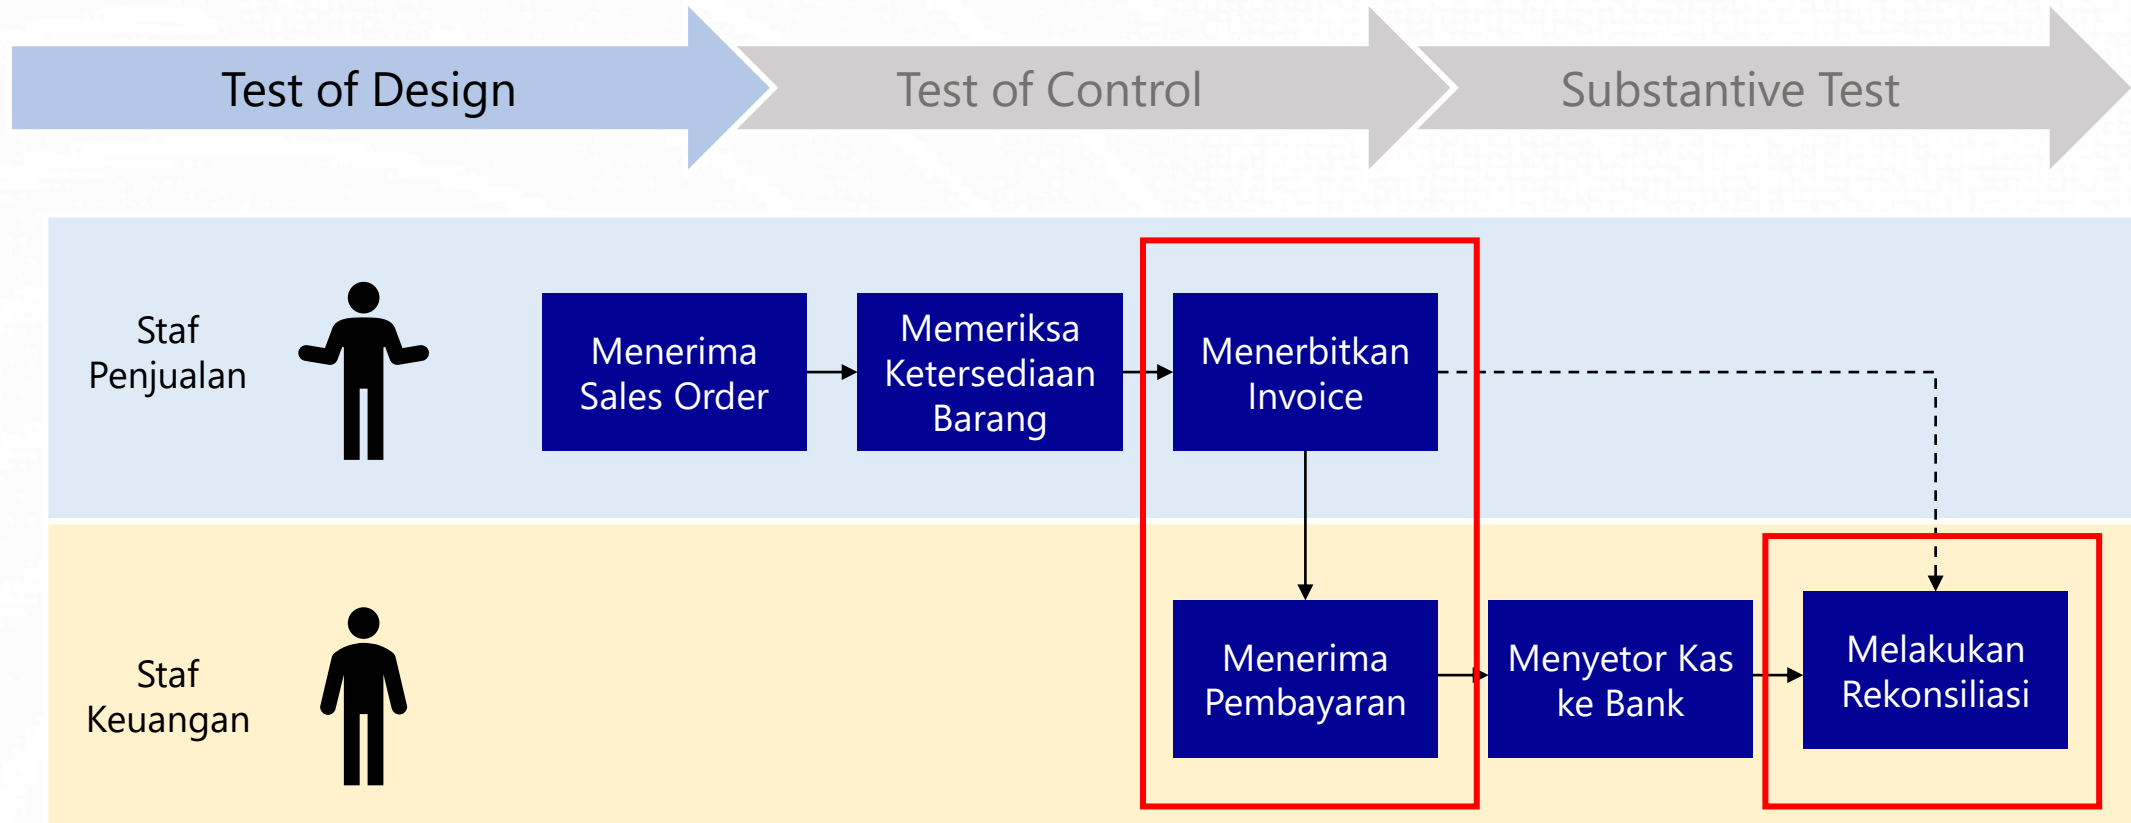 Test of Design
Test of Control
Substantive Test
Staf
Penjualan
Menerima
Sales Order
Memeriksa
Ketersediaan
Barang
Menerbitkan
Invoice
Staf
Keuangan
Menerima
Pembayaran
Menyetor Kas
ke Bank
Melakukan
Rekonsiliasi